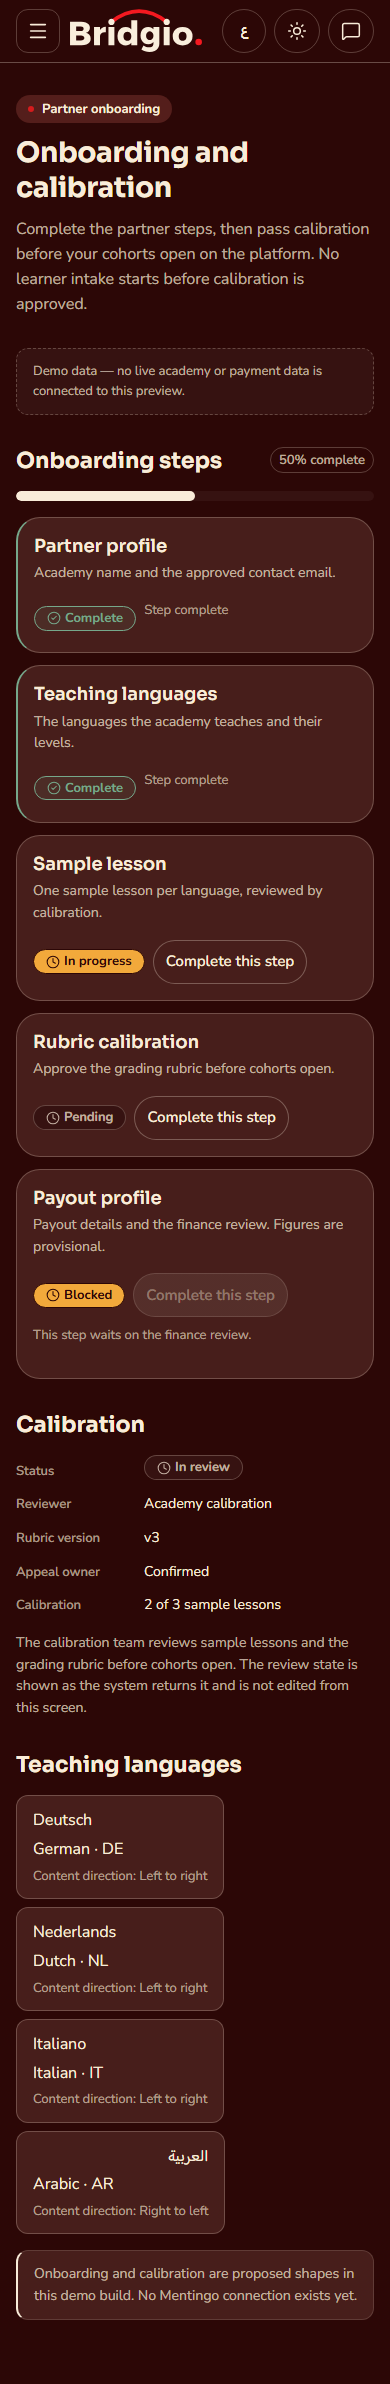 Bridgio.
ع
Partner onboarding
Onboarding and
calibration
Complete the partner steps, then pass calibration
before your cohorts open on the platform. No
learner intake starts before calibration is
approved.
Demo data — no live academy or payment data is
connected to this preview.
Onboarding steps
50% complete
Partner profile
Academy name and the approved contact email.
Complete
Step complete
Teaching languages
The languages the academy teaches and their
levels.
Complete
Step complete
Sample lesson
One sample lesson per language, reviewed by
calibration.
In progress
Complete this step
Rubric calibration
Approve the grading rubric before cohorts open.
Pending
Complete this step
Payout profile
Payout details and the finance review. Figures are
provisional.
Blocked
Complete this step
This step waits on the finance review.
Calibration
Status
In review
Reviewer
Academy calibration
Rubric version
v3
Appeal owner
Confirmed
Calibration
2 of 3 sample lessons
The calibration team reviews sample lessons and the
grading rubric before cohorts open. The review state is
shown as the system returns it and is not edited from
this screen.
Teaching languages
Deutsch
German · DE
Content direction: Left to right
Nederlands
Dutch · NL
Content direction: Left to right
Italiano
Italian · IT
Content direction: Left to right
العربية
Arabic · AR
Content direction: Right to left
Onboarding and calibration are proposed shapes in
this demo build. No Mentingo connection exists yet.